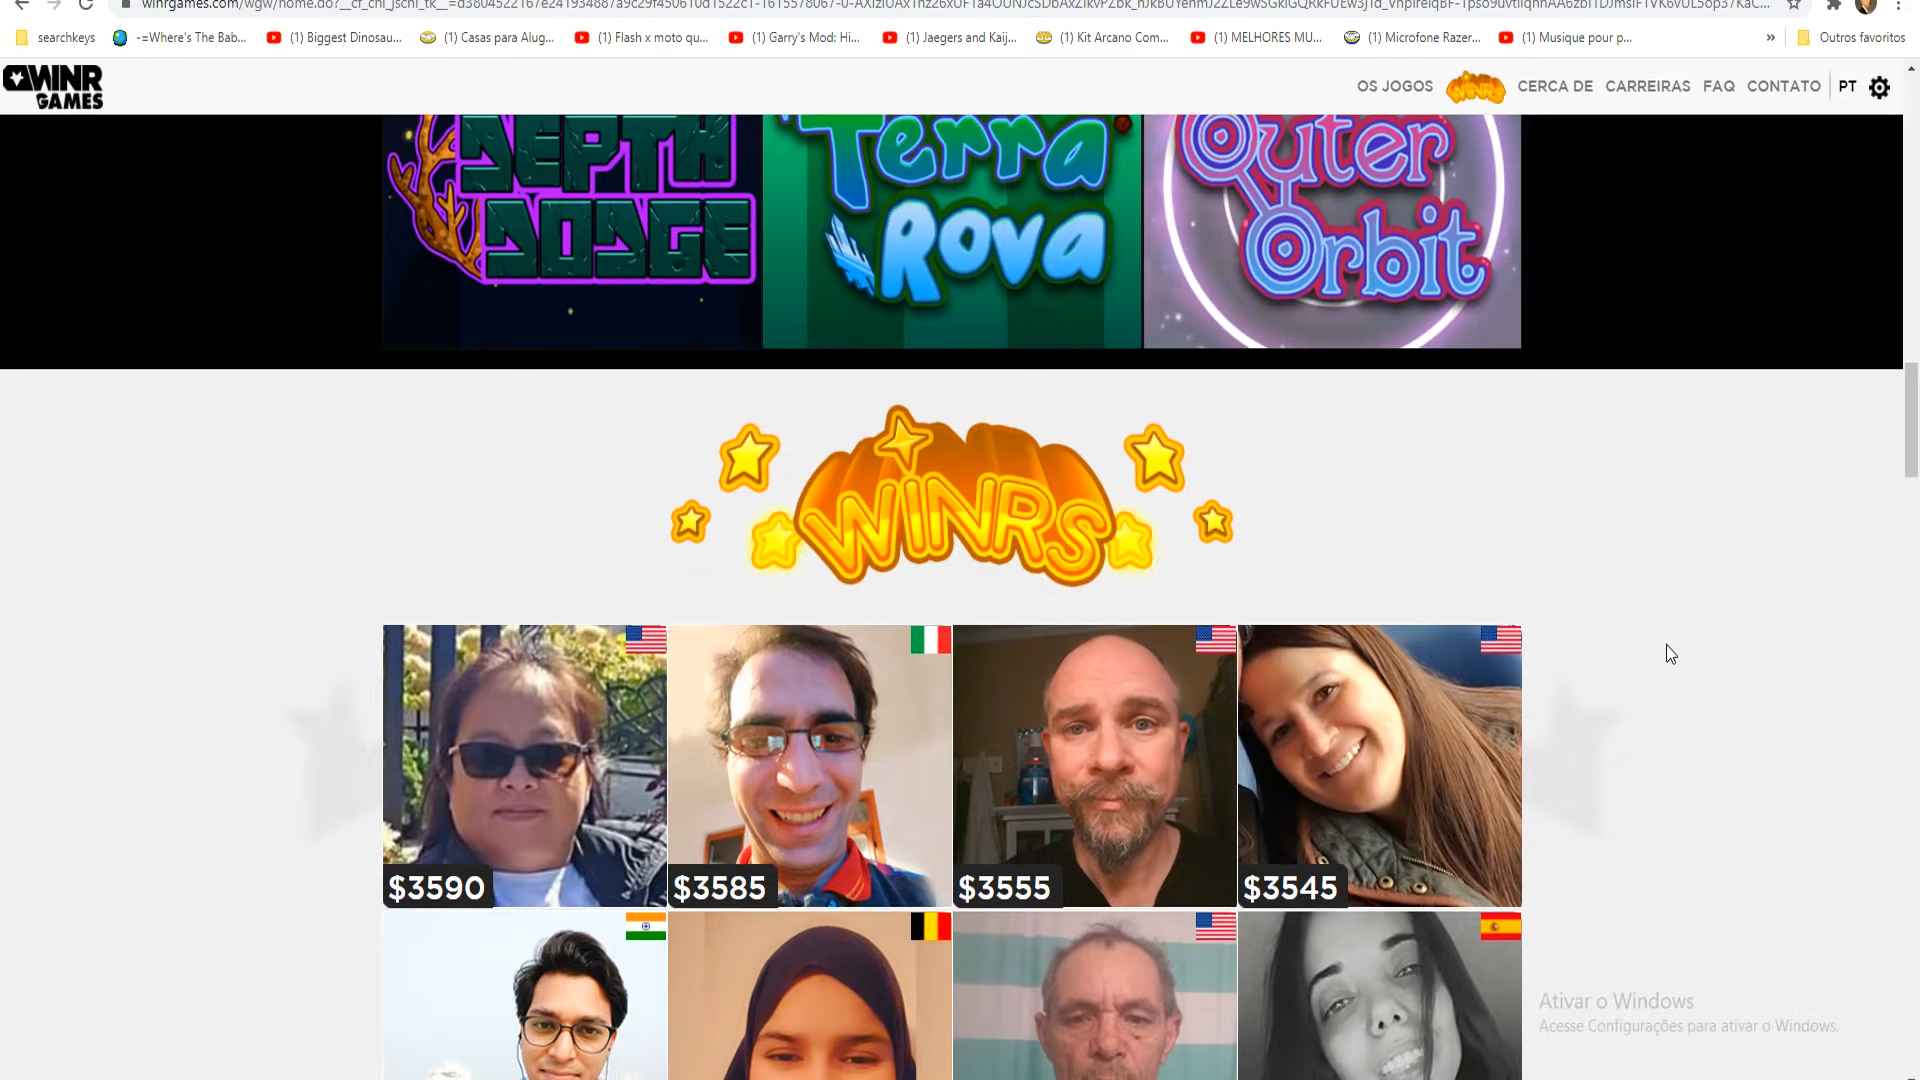 searchkeys -=Where's The Bab... (1) Biggest Dinosau... (1) Casas para Alug... (1) Flash x moto qu... (1) Garry's Mod: Hi... (1) Jaegers and Kaij... (1) Kit Arcano Com... (1) MELHORES MU... (1) Microfone Razer... (1) Musique pour p... » Outros favoritos
WINR
GAMES
OS JOGOS WINRS CERCA DE CARREIRAS FAQ CONTATO PT
DEPTH
DODGE
Terra
Rova
Outer
Orbit
WINRS
$3590 $3585 $3555 $3545
Ativar o Windows
Acesse Configurações para ativar o Windows.